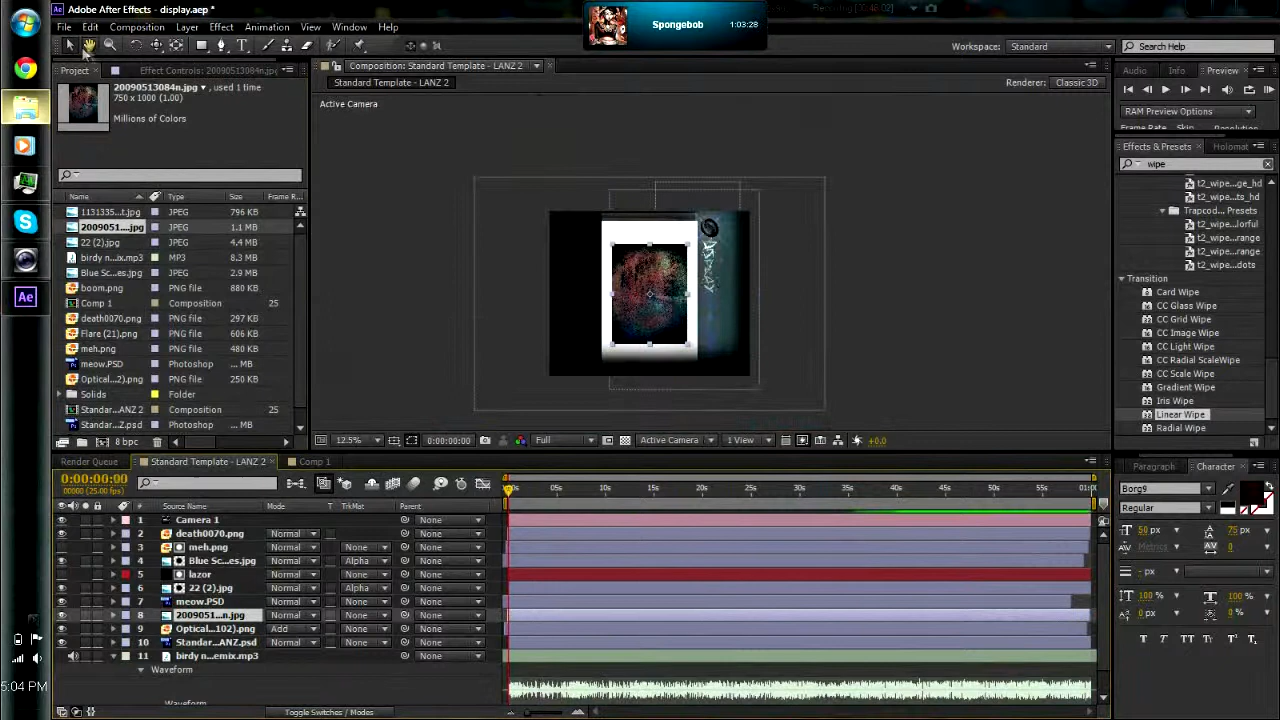 Adobe After Effects - display.aep *
File Edit Composition Layer Effect Animation View Window Help
Spongebob 1:03:28
Workspace: Standard
Search Help
Project
Effect Controls: 20090513084n.jpg
Composition: Standard Template - LANZ 2
Audio Info Preview
20090513084n.jpg ▾, used 1 time
750 x 1000 (1.00)
Millions of Colors
Standard Template - LANZ 2
Renderer: Classic 3D
Active Camera
RAM Preview Options
Effects & Presets
wipe
Name Type Size Frame R...
1131335...t.jpg JPEG 796 KB
2009051...jpg JPEG 1.1 MB
22 (2).jpg JPEG 4.4 MB
birdy n...ix.mp3 MP3 8.3 MB
Blue Sc...es.jpg JPEG 2.9 MB
boom.png PNG file 880 KB
Comp 1 Composition 25
death0070.png PNG file 297 KB
Flare (21).png PNG file 606 KB
meh.png PNG file 480 KB
meow.PSD Photoshop ... MB
Optical...2).png PNG file 250 KB
Solids Folder
Standar...ANZ 2 Composition 25
Standar...Z.psd Photoshop ... MB
8 bpc
t2_wipe...ge_hd
t2_wipe...ts_hd
Trapcod... Presets
t2_wipe...lorful
t2_wipe...range
t2_wipe...range
t2_wipe...dots
Transition
Card Wipe
CC Glass Wipe
CC Grid Wipe
CC Image Wipe
CC Light Wipe
CC Radial ScaleWipe
CC Scale Wipe
Gradient Wipe
Iris Wipe
Linear Wipe
Radial Wipe
12.5% 0:00:00:00 Full Active Camera 1 View +0.0
Render Queue
Standard Template - LANZ 2
Comp 1
0:00:00:00
00000 (25.00 fps)
05s 10s 15s 20s 25s 30s 35s 40s 45s 50s 55s
# Source Name Mode T TrkMat Parent
1 Camera 1 None
2 death0070.png Normal None
3 meh.png Normal None None
4 Blue Sc...es.jpg Normal Alpha None
5 lazor Normal None None
6 22 (2).jpg Normal Alpha None
7 meow.PSD Normal None None
8 2009051...n.jpg Normal None None
9 Optical...102).png Add None None
10 Standar...ANZ.psd Normal None None
11 birdy n...emix.mp3 None
Waveform
Toggle Switches / Modes
Paragraph Character
Borg9
Regular
50 px 75 px
Metrics 0
- px
100% 100%
0 px 0 %
T T TT Tt
5:04 PM